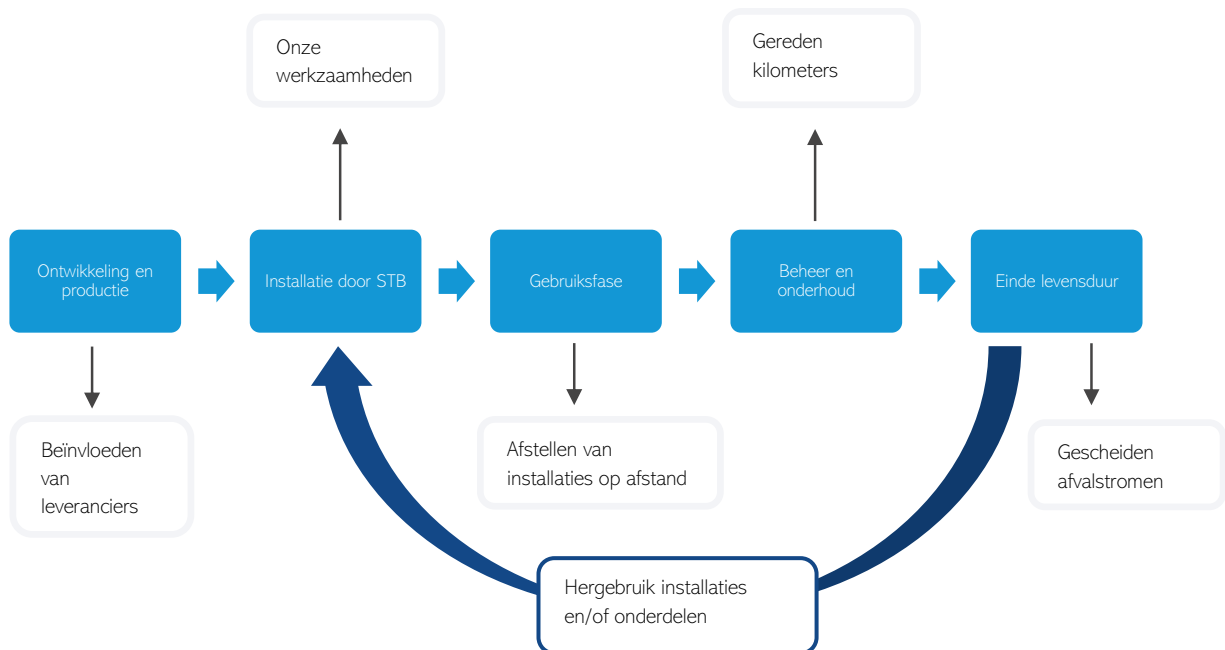 Onze
werkzaamheden
Gereden
kilometers
Ontwikkeling en
productie
Installatie door STB
Gebruiksfase
Beheer en
onderhoud
Einde levensduur
Beïnvloeden
van
leveranciers
Afstellen van
installaties op afstand
Gescheiden
afvalstromen
Hergebruik installaties
en/of onderdelen